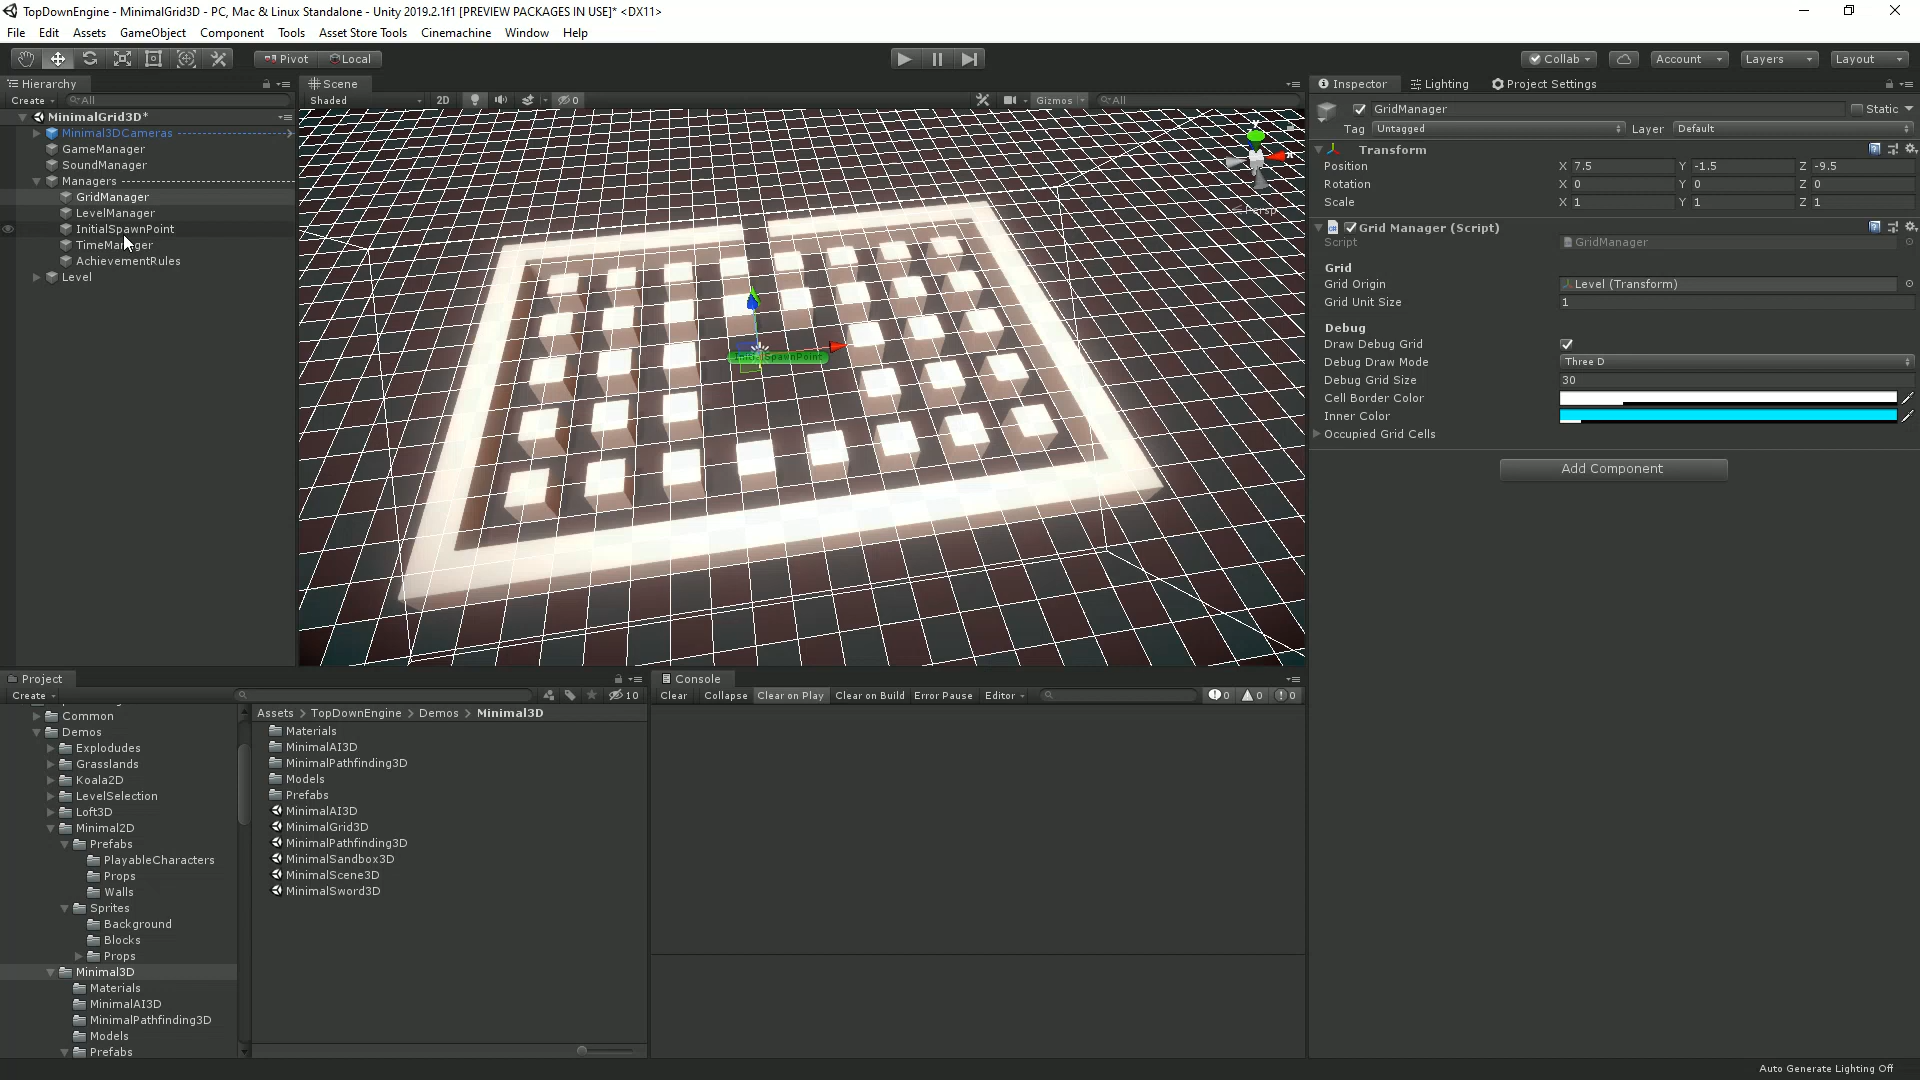 TopDownEngine - MinimalGrid3D - PC, Mac & Linux Standalone - Unity 2019.2.1f1 [PREVIEW PACKAGES IN USE]* <DX11>
File Edit Assets GameObject Component Tools Asset Store Tools Cinemachine Window Help
Pivot Local Collab Account Layers Layout
Hierarchy
Create All
MinimalGrid3D*
Minimal3DCameras
GameManager
SoundManager
Managers
GridManager
LevelManager
InitialSpawnPoint
TimeManager
AchievementRules
Level
Scene
Shaded 2D 0 Gizmos All
Persp
InitialSpawnPoint
Inspector Lighting Project Settings
GridManager Static
Tag Untagged Layer Default
Transform
Position X 7.5 Y -1.5 Z -9.5
Rotation X 0 Y 0 Z 0
Scale X 1 Y 1 Z 1
Grid Manager (Script)
Script GridManager
Grid
Grid Origin Level (Transform)
Grid Unit Size 1
Debug
Draw Debug Grid
Debug Draw Mode Three D
Debug Grid Size 30
Cell Border Color
Inner Color
Occupied Grid Cells
Add Component
Project
Create 10
Common
Demos
Explodudes
Grasslands
Koala2D
LevelSelection
Loft3D
Minimal2D
Prefabs
PlayableCharacters
Props
Walls
Sprites
Background
Blocks
Props
Minimal3D
Materials
MinimalAI3D
MinimalPathfinding3D
Models
Prefabs
Assets > TopDownEngine > Demos > Minimal3D
Materials
MinimalAI3D
MinimalPathfinding3D
Models
Prefabs
MinimalAI3D
MinimalGrid3D
MinimalPathfinding3D
MinimalSandbox3D
MinimalScene3D
MinimalSword3D
Console
Clear Collapse Clear on Play Clear on Build Error Pause Editor 0 0 0
Auto Generate Lighting Off